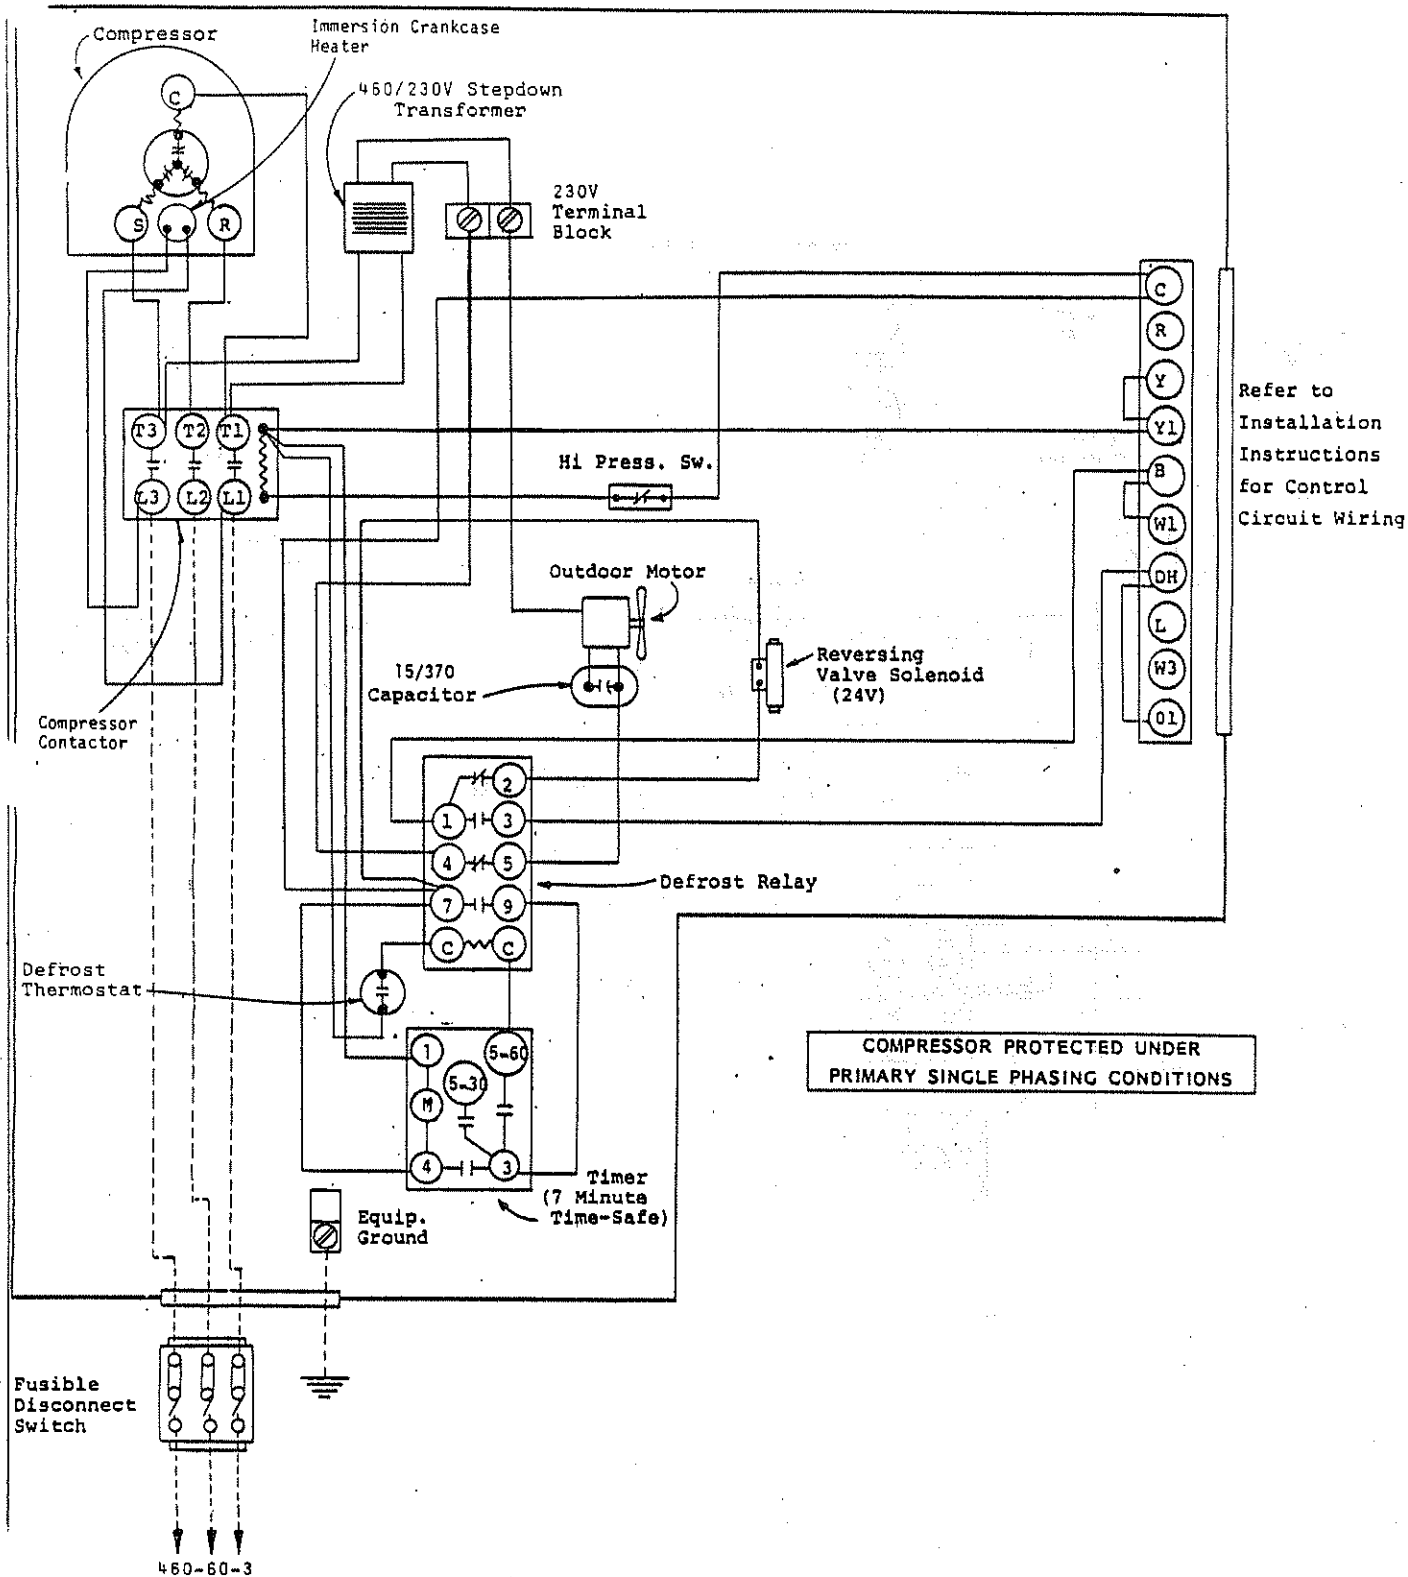 Compressor
Immersion Crankcase
Heater
460/230V Stepdown
Transformer
C
S
R
230V
Terminal
Block
C
R
Y
Y1
B
W1
DH
L
W3
O1
Refer to
Installation
Instructions
for Control
Circuit Wiring
T3
T2
T1
L3
L2
L1
Hi Press. Sw.
Outdoor Motor
15/370
Capacitor
Reversing
Valve Solenoid
(24V)
Compressor
Contactor
2
1
3
4
5
7
9
C
C
Defrost Relay
Defrost
Thermostat
1
5-60
5-30
M
4
3
COMPRESSOR PROTECTED UNDER
PRIMARY SINGLE PHASING CONDITIONS
Timer
(7 Minute
Time-Safe)
Equip.
Ground
Fusible
Disconnect
Switch
460-60-3